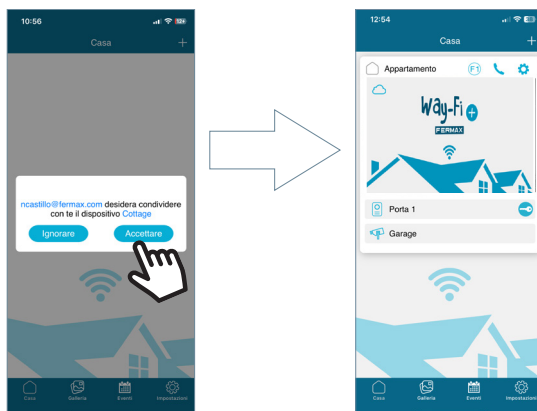 10:56
12+
Casa
ncastillo@fermax.com desidera condividere
con te il dispositivo Cottage
Ignorare
Accettare
Casa
Galleria
Eventi
Impostazioni
12:54
Casa
Appartamento
F1
Way-Fi
FERMAX
Porta 1
Garage
Casa
Galleria
Eventi
Impostazioni